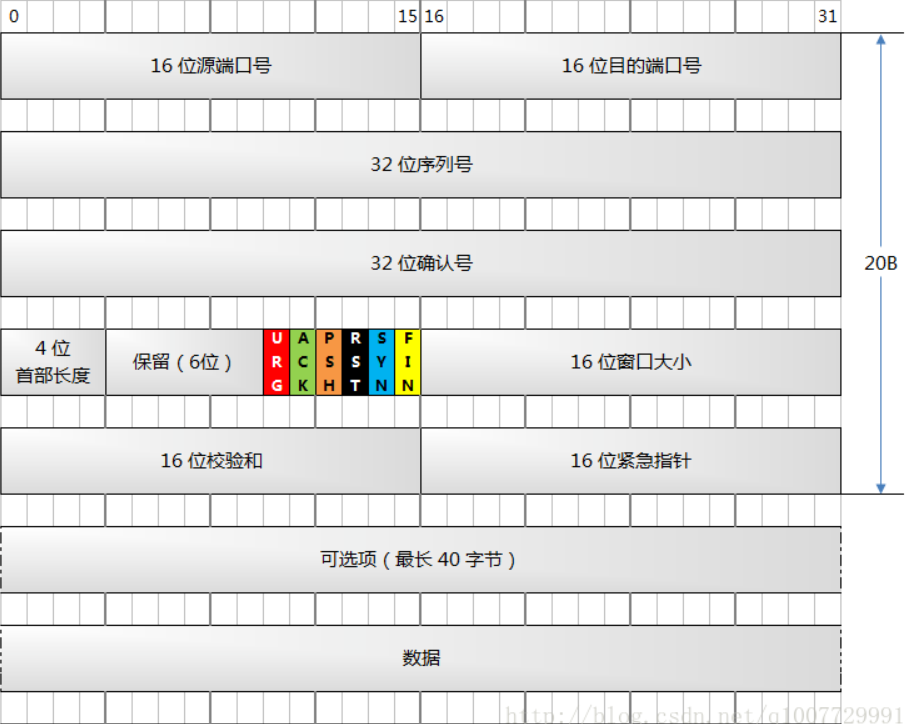 0 15 16 31
16 位源端口号 16 位目的端口号
32 位序列号
32 位确认号
20B
4 位
首部长度
保留（6位）
URG
ACK
PSH
RST
SYN
FIN
16 位窗口大小
16 位校验和 16 位紧急指针
可选项（最长 40 字节）
数据
http://blog.csdn.net/q1007729991